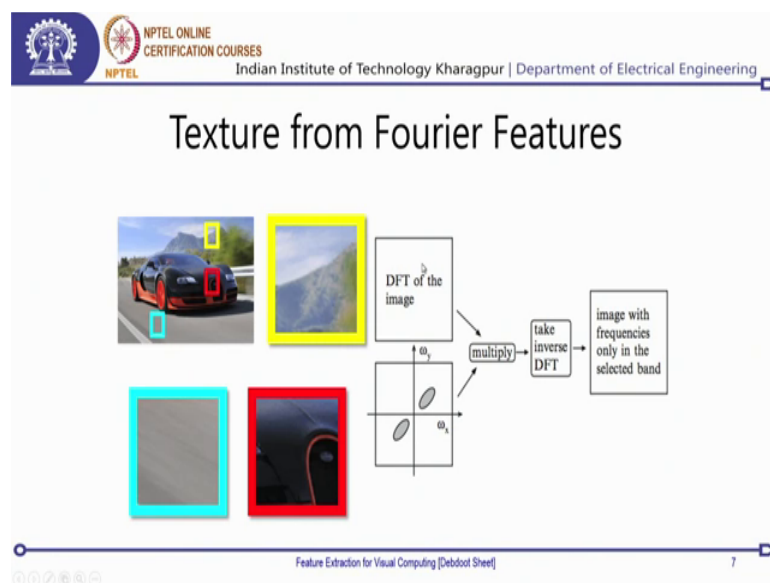 NPTEL ONLINE
CERTIFICATION COURSES
NPTEL
Indian Institute of Technology Kharagpur | Department of Electrical Engineering
Texture from Fourier Features
DFT of the
image
ω_y
ω_x
multiply
take
inverse
DFT
image with
frequencies
only in the
selected band
Feature Extraction for Visual Computing [Debdoot Sheet]
7